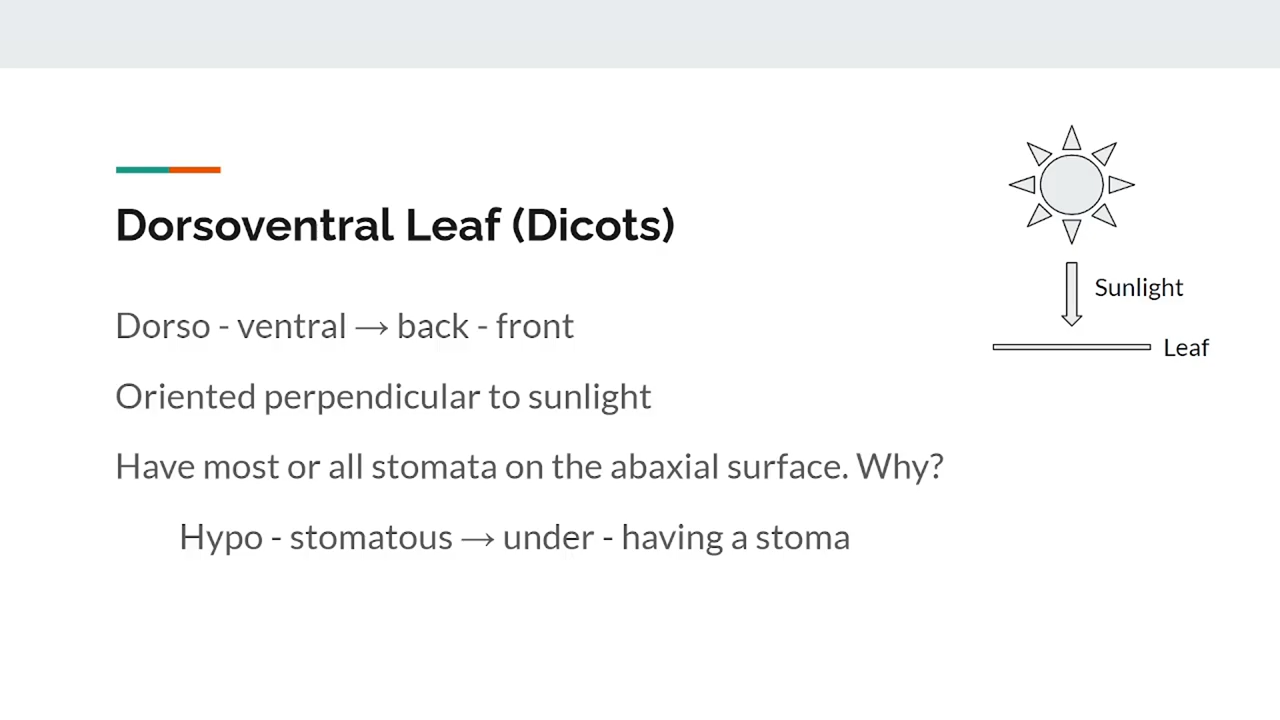 Dorsoventral Leaf (Dicots)
Dorso - ventral → back - front
Oriented perpendicular to sunlight
Have most or all stomata on the abaxial surface. Why?
Hypo - stomatous → under - having a stoma
Sunlight
Leaf